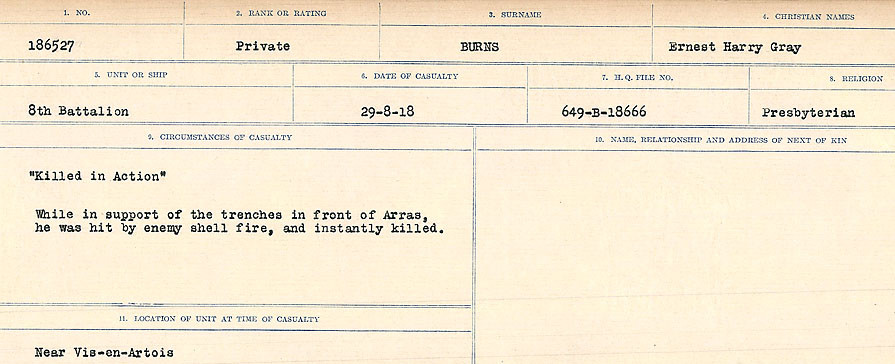 1. NO. 2. RANK OR RATING 3. SURNAME 4. CHRISTIAN NAMES
186527 Private BURNS Ernest Harry Gray
5. UNIT OR SHIP 6. DATE OF CASUALTY 7. H.Q. FILE NO. 8. RELIGION
8th Battalion 29-8-18 649-B-18666 Presbyterian
9. CIRCUMSTANCES OF CASUALTY 10. NAME, RELATIONSHIP AND ADDRESS OF NEXT OF KIN
"Killed in Action"
While in support of the trenches in front of Arras,
he was hit by enemy shell fire, and instantly killed.
11. LOCATION OF UNIT AT TIME OF CASUALTY
Near Vis-en-Artois